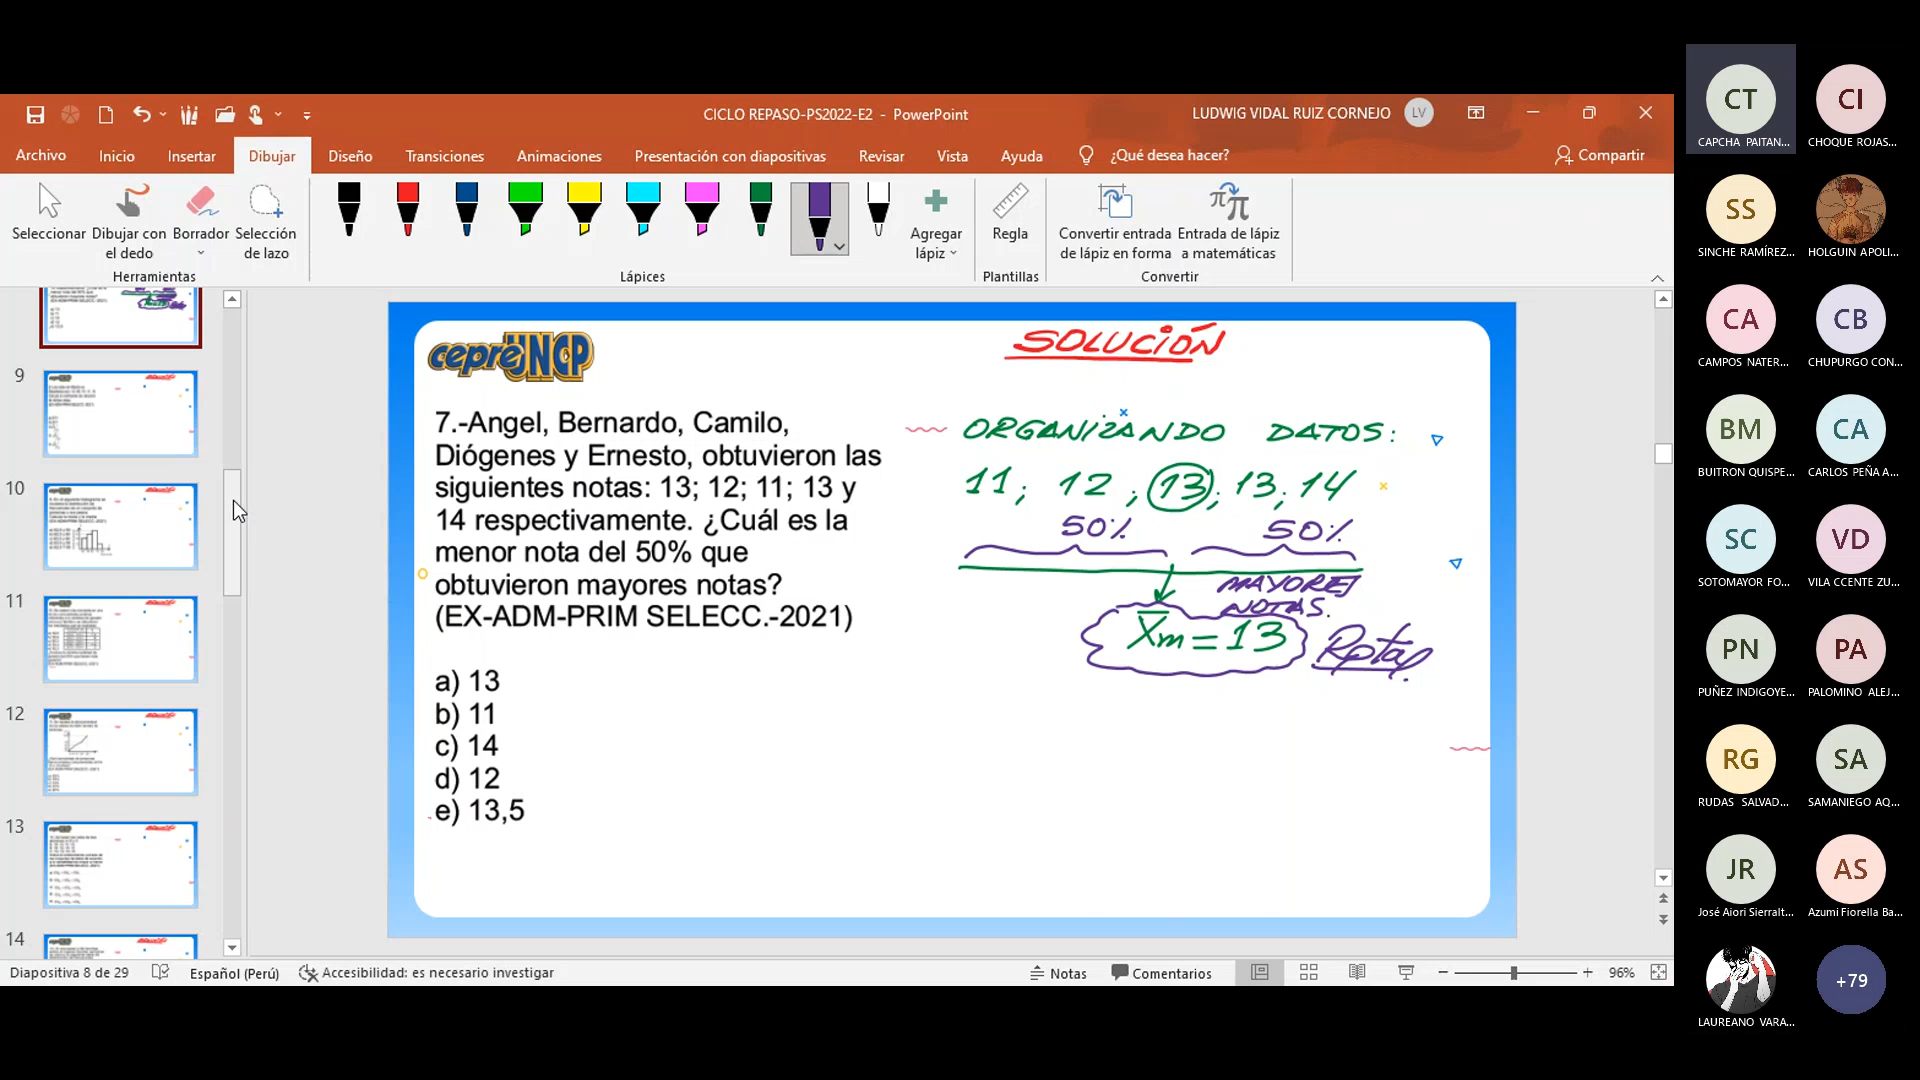 CICLO REPASO-PS2022-E2 - PowerPoint
LUDWIG VIDAL RUIZ CORNEJO
LV
Archivo
Inicio
Insertar
Dibujar
Diseño
Transiciones
Animaciones
Presentación con diapositivas
Revisar
Vista
Ayuda
¿Qué desea hacer?
Compartir
Seleccionar
Dibujar con
el dedo
Borrador
Selección
de lazo
Herramientas
Lápices
Agregar
lápiz
Regla
Plantillas
Convertir entrada
de lápiz en forma
Entrada de lápiz
a matemáticas
Convertir
9
10
11
12
13
14
cepreUNCP
SOLUCIÓN
7.-Angel, Bernardo, Camilo,
Diógenes y Ernesto, obtuvieron las
siguientes notas: 13; 12; 11; 13 y
14 respectivamente. ¿Cuál es la
menor nota del 50% que
obtuvieron mayores notas?
(EX-ADM-PRIM SELECC.-2021)
a) 13
b) 11
c) 14
d) 12
e) 13,5
ORGANIZANDO DATOS:
11; 12; 13; 13; 14
50% 50%
MAYORES
NOTAS.
X̅m = 13 Rpta.
Diapositiva 8 de 29
Español (Perú)
Accesibilidad: es necesario investigar
Notas
Comentarios
96%
CT
CAPCHA PAITAN...
CI
CHOQUE ROJAS...
SS
SINCHE RAMÍREZ...
HOLGUIN APOLI...
CA
CAMPOS NATER...
CB
CHUPURGO CON...
BM
BUITRON QUISPE...
CA
CARLOS PEÑA A...
SC
SOTOMAYOR FO...
VD
VILA CCENTE ZU...
PN
PUÑEZ INDIGOYE...
PA
PALOMINO ALEJ...
RG
RUDAS SALVAD...
SA
SAMANIEGO AQ...
JR
José Aiori Sierralt...
AS
Azumi Fiorella Ba...
LAUREANO VARA...
+79